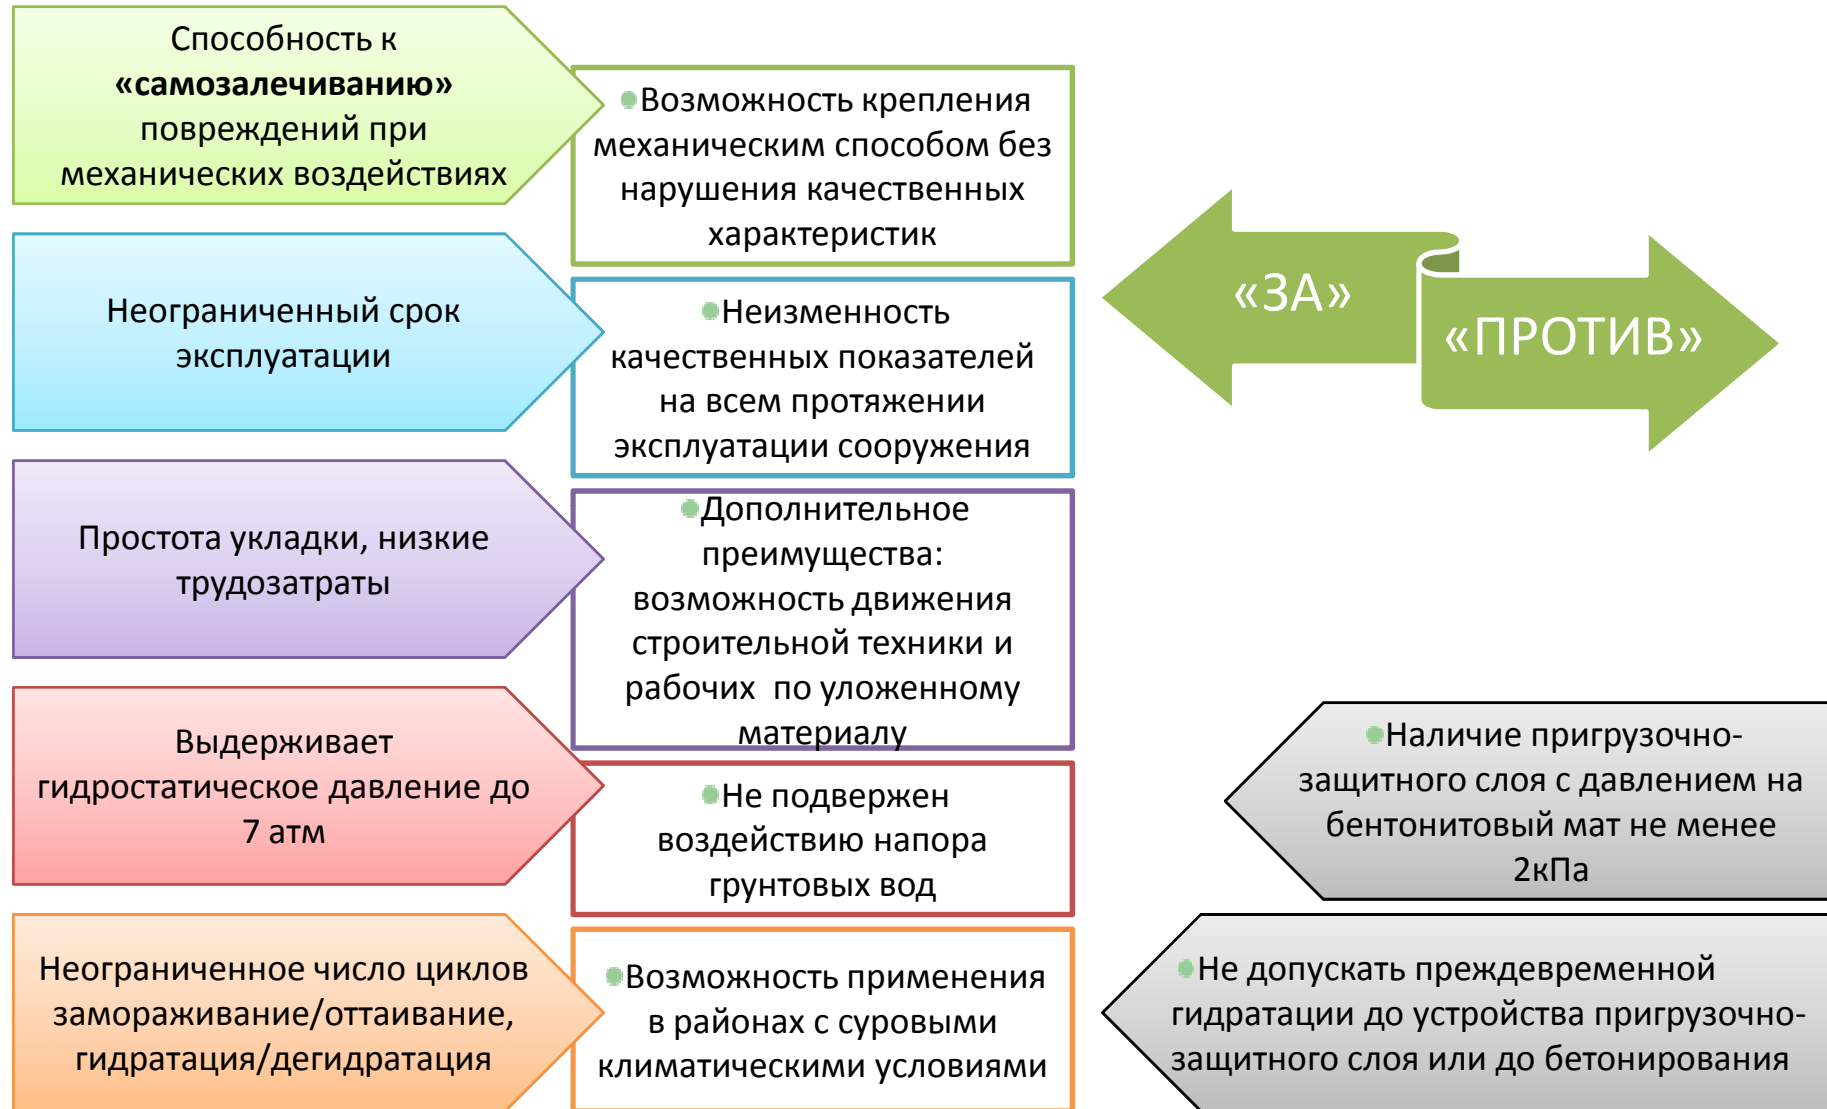 Способность к
«самозалечиванию»
повреждений при
механических воздействиях
Возможность крепления
механическим способом без
нарушения качественных
характеристик
Неограниченный срок
эксплуатации
Неизменность
качественных показателей
на всем протяжении
эксплуатации сооружения
Простота укладки, низкие
трудозатраты
Дополнительное
преимущества:
возможность движения
строительной техники и
рабочих по уложенному
материалу
Выдерживает
гидростатическое давление до
7 атм
Не подвержен
воздействию напора
грунтовых вод
Неограниченное число циклов
замораживание/оттаивание,
гидратация/дегидратация
Возможность применения
в районах с суровыми
климатическими условиями
«ЗА»
«ПРОТИВ»
Наличие пригрузочно-
защитного слоя с давлением на
бентонитовый мат не менее
2кПа
Не допускать преждевременной
гидратации до устройства пригрузочно-
защитного слоя или до бетонирования